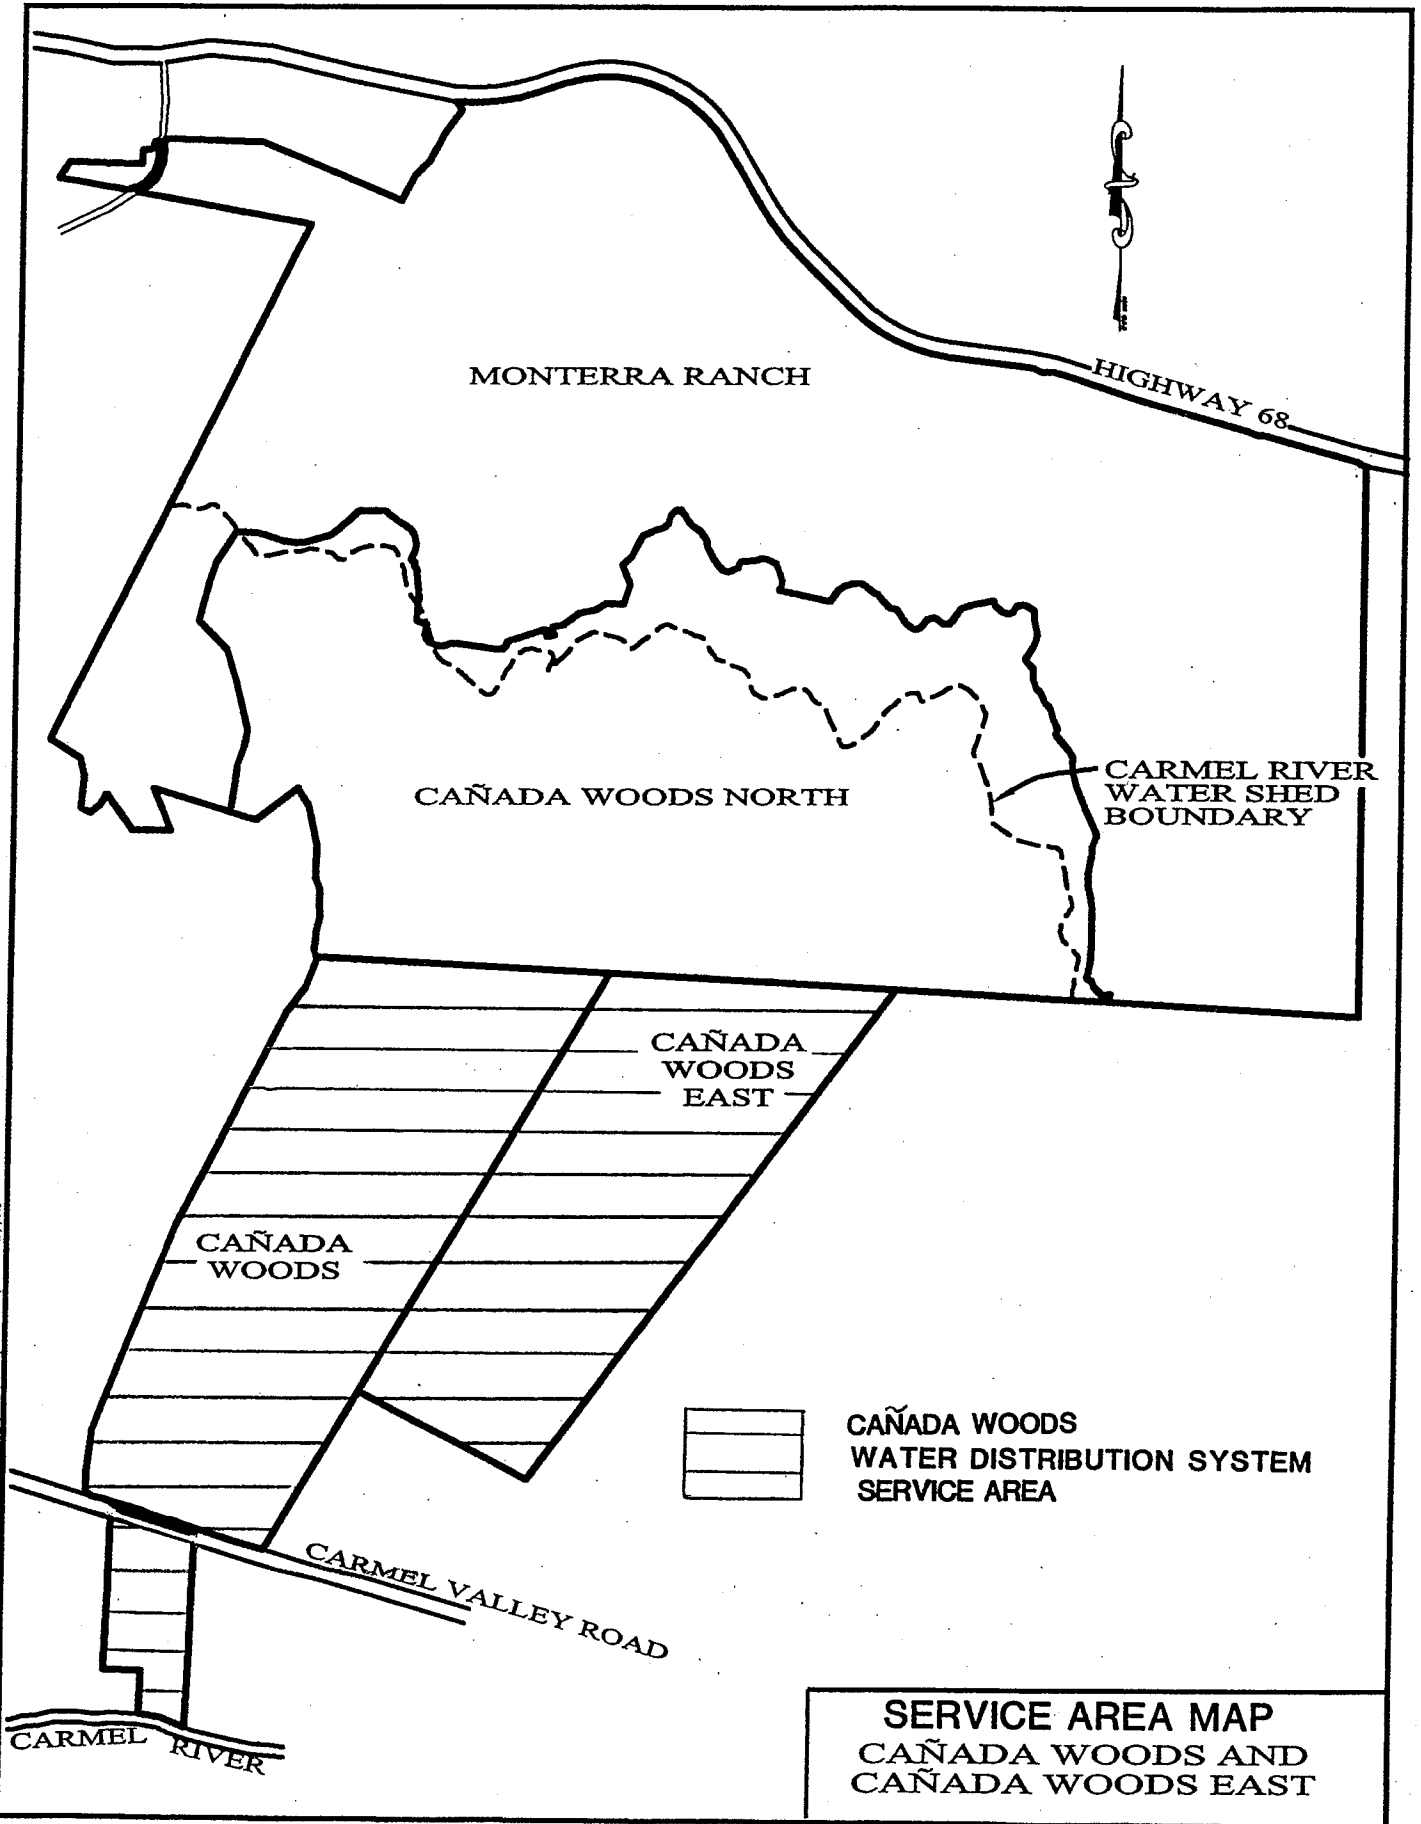 MONTERRA RANCH
HIGHWAY 68
CARMEL RIVER
WATER SHED
BOUNDARY
CAÑADA WOODS NORTH
CAÑADA
WOODS
EAST
CAÑADA
WOODS
CAÑADA WOODS
WATER DISTRIBUTION SYSTEM
SERVICE AREA
CARMEL VALLEY ROAD
CARMEL RIVER
SERVICE AREA MAP
CAÑADA WOODS AND
CAÑADA WOODS EAST